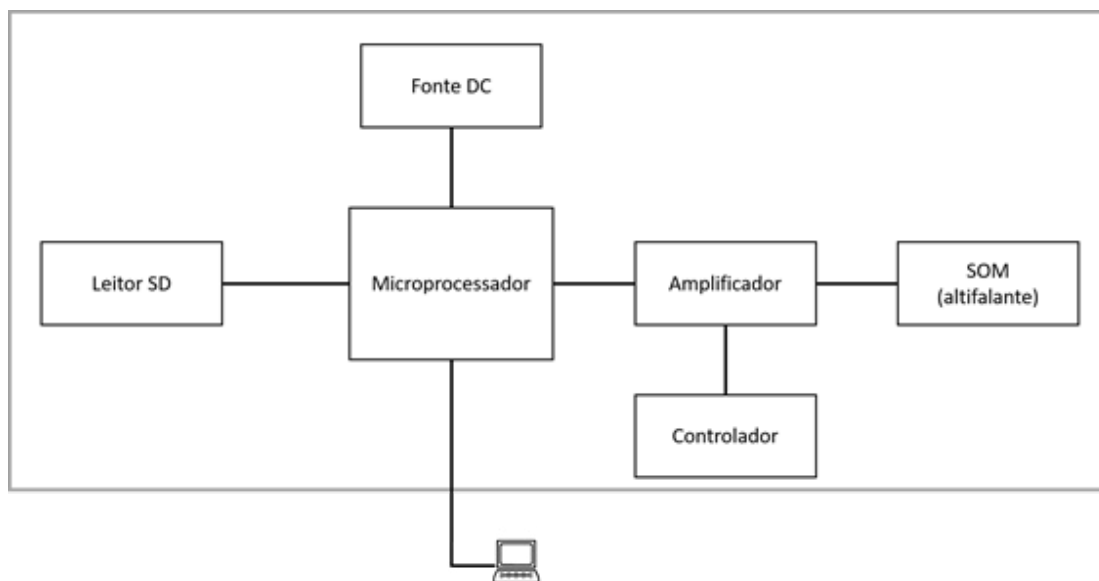 Fonte DC
Leitor SD
Microprocessador
Amplificador
SOM
(altifalante)
Controlador